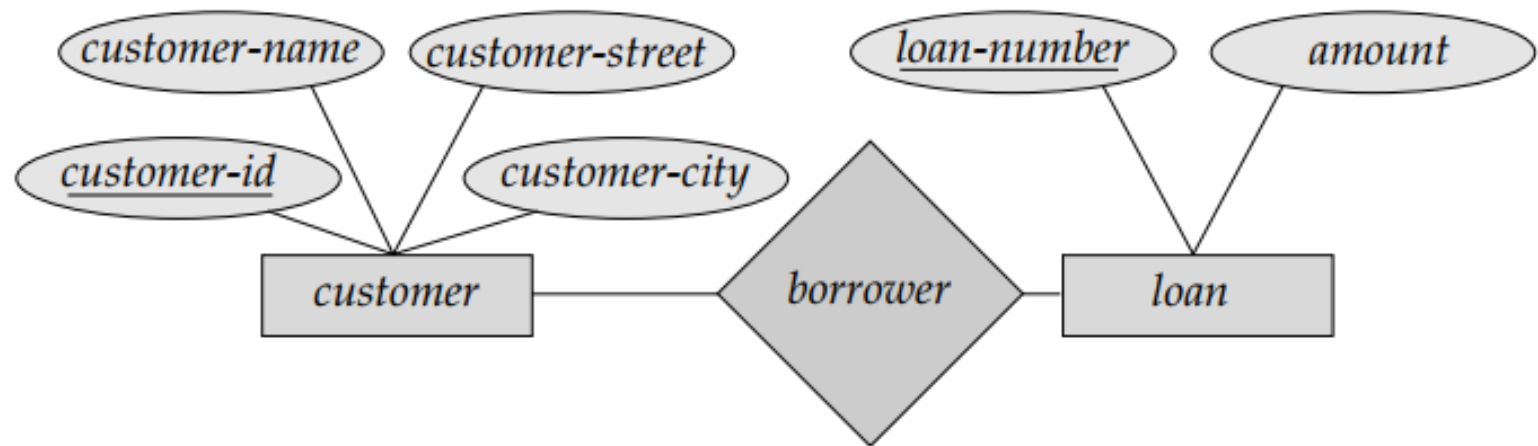 customer-name
customer-street
loan-number
amount
customer-id
customer-city
customer
borrower
loan